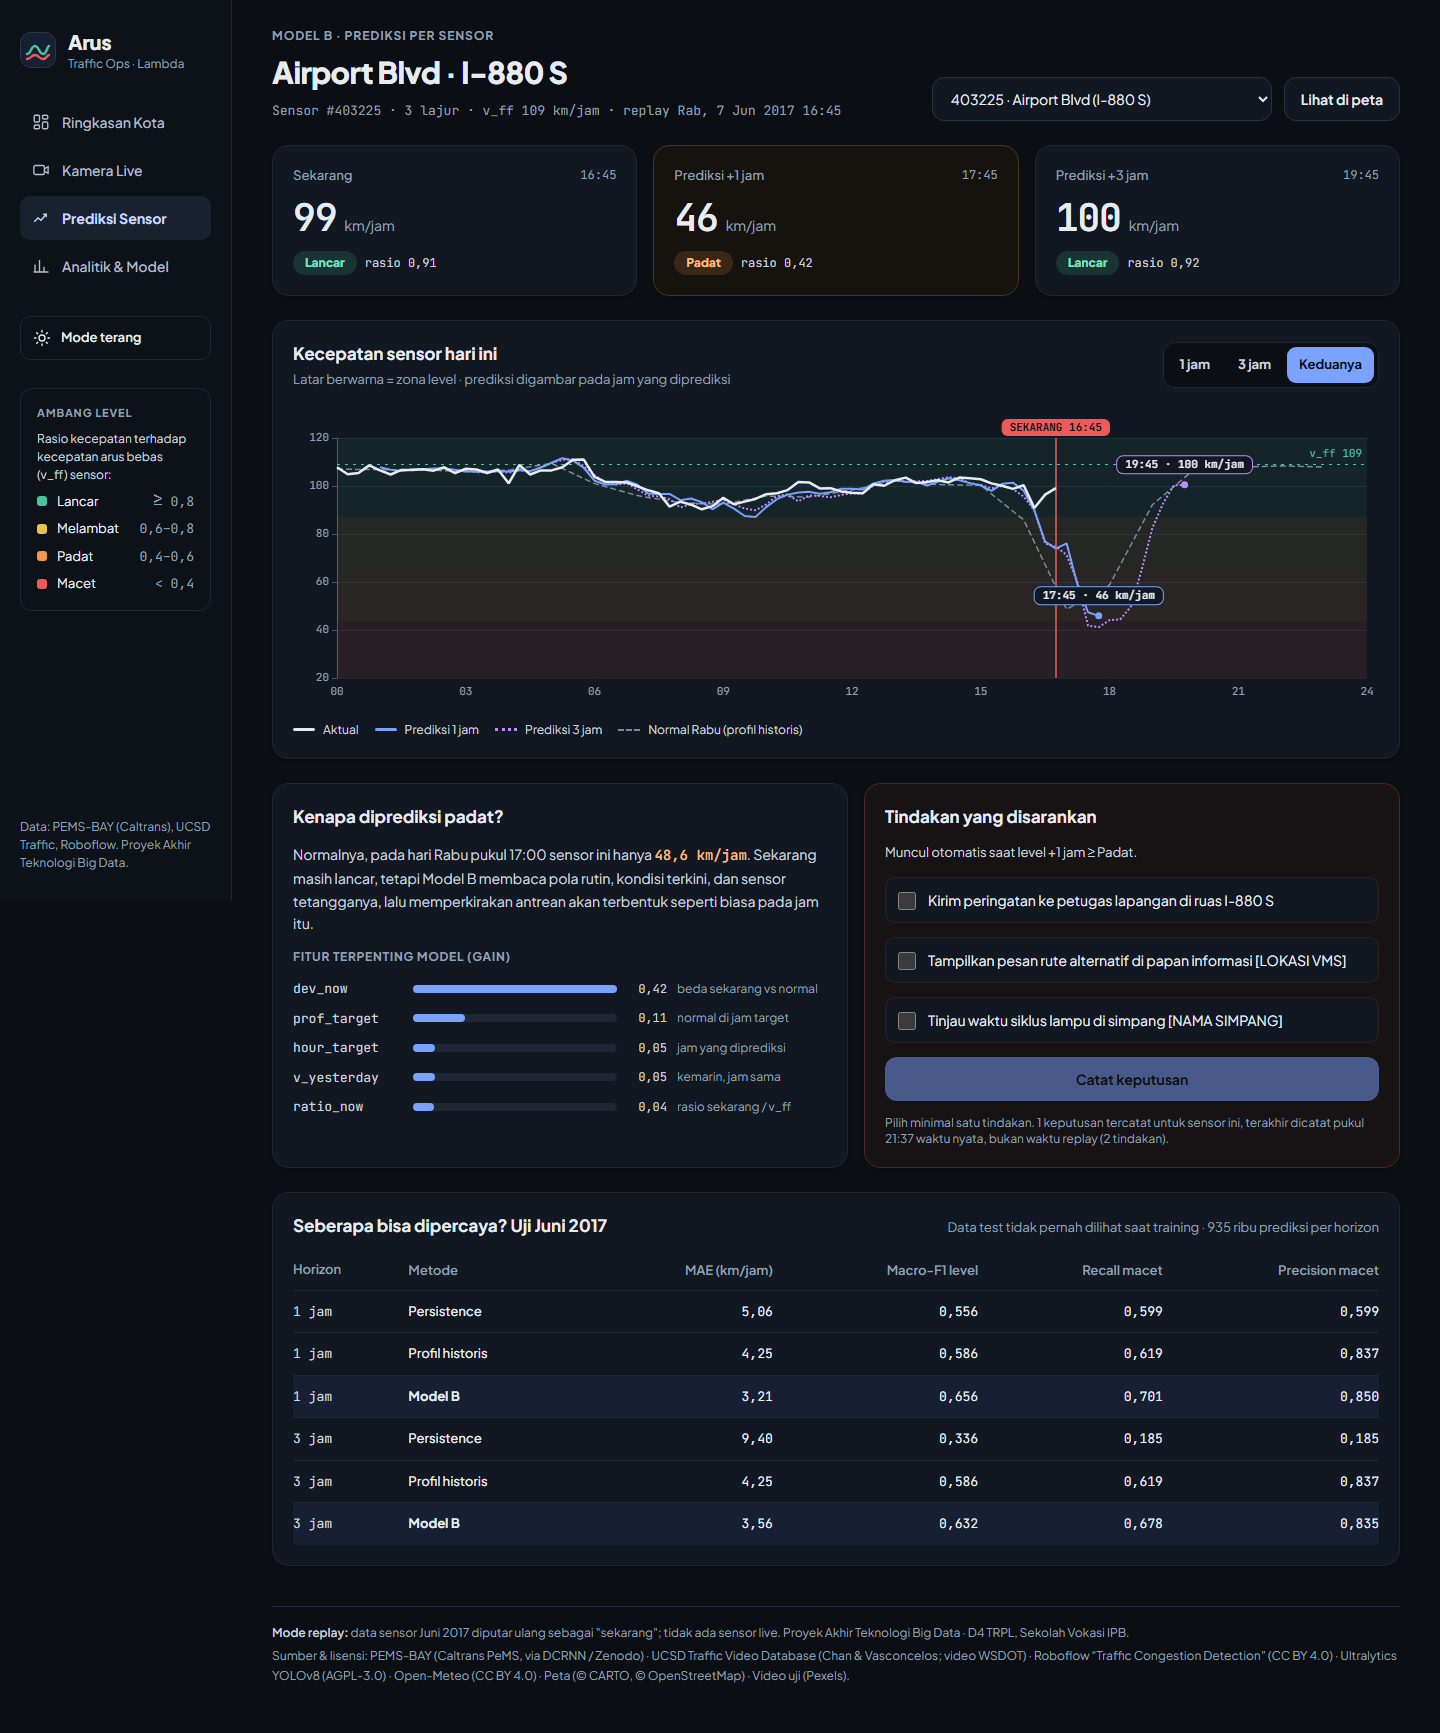 Arus
Traffic Ops · Lambda
Ringkasan Kota
Kamera Live
Prediksi Sensor
Analitik & Model
Mode terang
AMBANG LEVEL
Rasio kecepatan terhadap
kecepatan arus bebas
(v_ff) sensor:
Lancar ≥ 0,8
Melambat 0,6–0,8
Padat 0,4–0,6
Macet < 0,4
Data: PEMS-BAY (Caltrans), UCSD
Traffic, Roboflow. Proyek Akhir
Teknologi Big Data.
MODEL B · PREDIKSI PER SENSOR
Airport Blvd · I-880 S
Sensor #403225 · 3 lajur · v_ff 109 km/jam · replay Rab, 7 Jun 2017 16:45
403225 · Airport Blvd (I-880 S)
Lihat di peta
Sekarang 16:45
99 km/jam
Lancar rasio 0,91
Prediksi +1 jam 17:45
46 km/jam
Padat rasio 0,42
Prediksi +3 jam 19:45
100 km/jam
Lancar rasio 0,92
Kecepatan sensor hari ini
Latar berwarna = zona level · prediksi digambar pada jam yang diprediksi
1 jam 3 jam Keduanya
SEKARANG 16:45
v_ff 109
19:45 · 100 km/jam
17:45 · 46 km/jam
120
100
80
60
40
20
00 03 06 09 12 15 18 21 24
Aktual Prediksi 1 jam Prediksi 3 jam Normal Rabu (profil historis)
Kenapa diprediksi padat?
Normalnya, pada hari Rabu pukul 17:00 sensor ini hanya 48,6 km/jam. Sekarang
masih lancar, tetapi Model B membaca pola rutin, kondisi terkini, dan sensor
tetangganya, lalu memperkirakan antrean akan terbentuk seperti biasa pada jam
itu.
FITUR TERPENTING MODEL (GAIN)
dev_now 0,42 beda sekarang vs normal
prof_target 0,11 normal di jam target
hour_target 0,05 jam yang diprediksi
v_yesterday 0,05 kemarin, jam sama
ratio_now 0,04 rasio sekarang / v_ff
Tindakan yang disarankan
Muncul otomatis saat level +1 jam ≥ Padat.
Kirim peringatan ke petugas lapangan di ruas I-880 S
Tampilkan pesan rute alternatif di papan informasi [LOKASI VMS]
Tinjau waktu siklus lampu di simpang [NAMA SIMPANG]
Catat keputusan
Pilih minimal satu tindakan. 1 keputusan tercatat untuk sensor ini, terakhir dicatat pukul
21:37 waktu nyata, bukan waktu replay (2 tindakan).
Seberapa bisa dipercaya? Uji Juni 2017
Data test tidak pernah dilihat saat training · 935 ribu prediksi per horizon
Horizon Metode MAE (km/jam) Macro-F1 level Recall macet Precision macet
1 jam Persistence 5,06 0,556 0,599 0,599
1 jam Profil historis 4,25 0,586 0,619 0,837
1 jam Model B 3,21 0,656 0,701 0,850
3 jam Persistence 9,40 0,336 0,185 0,185
3 jam Profil historis 4,25 0,586 0,619 0,837
3 jam Model B 3,56 0,632 0,678 0,835
Mode replay: data sensor Juni 2017 diputar ulang sebagai "sekarang"; tidak ada sensor live. Proyek Akhir Teknologi Big Data · D4 TRPL, Sekolah Vokasi IPB.
Sumber & lisensi: PEMS-BAY (Caltrans PeMS, via DCRNN / Zenodo) · UCSD Traffic Video Database (Chan & Vasconcelos; video WSDOT) · Roboflow "Traffic Congestion Detection" (CC BY 4.0) · Ultralytics
YOLOv8 (AGPL-3.0) · Open-Meteo (CC BY 4.0) · Peta (© CARTO, © OpenStreetMap) · Video uji (Pexels).